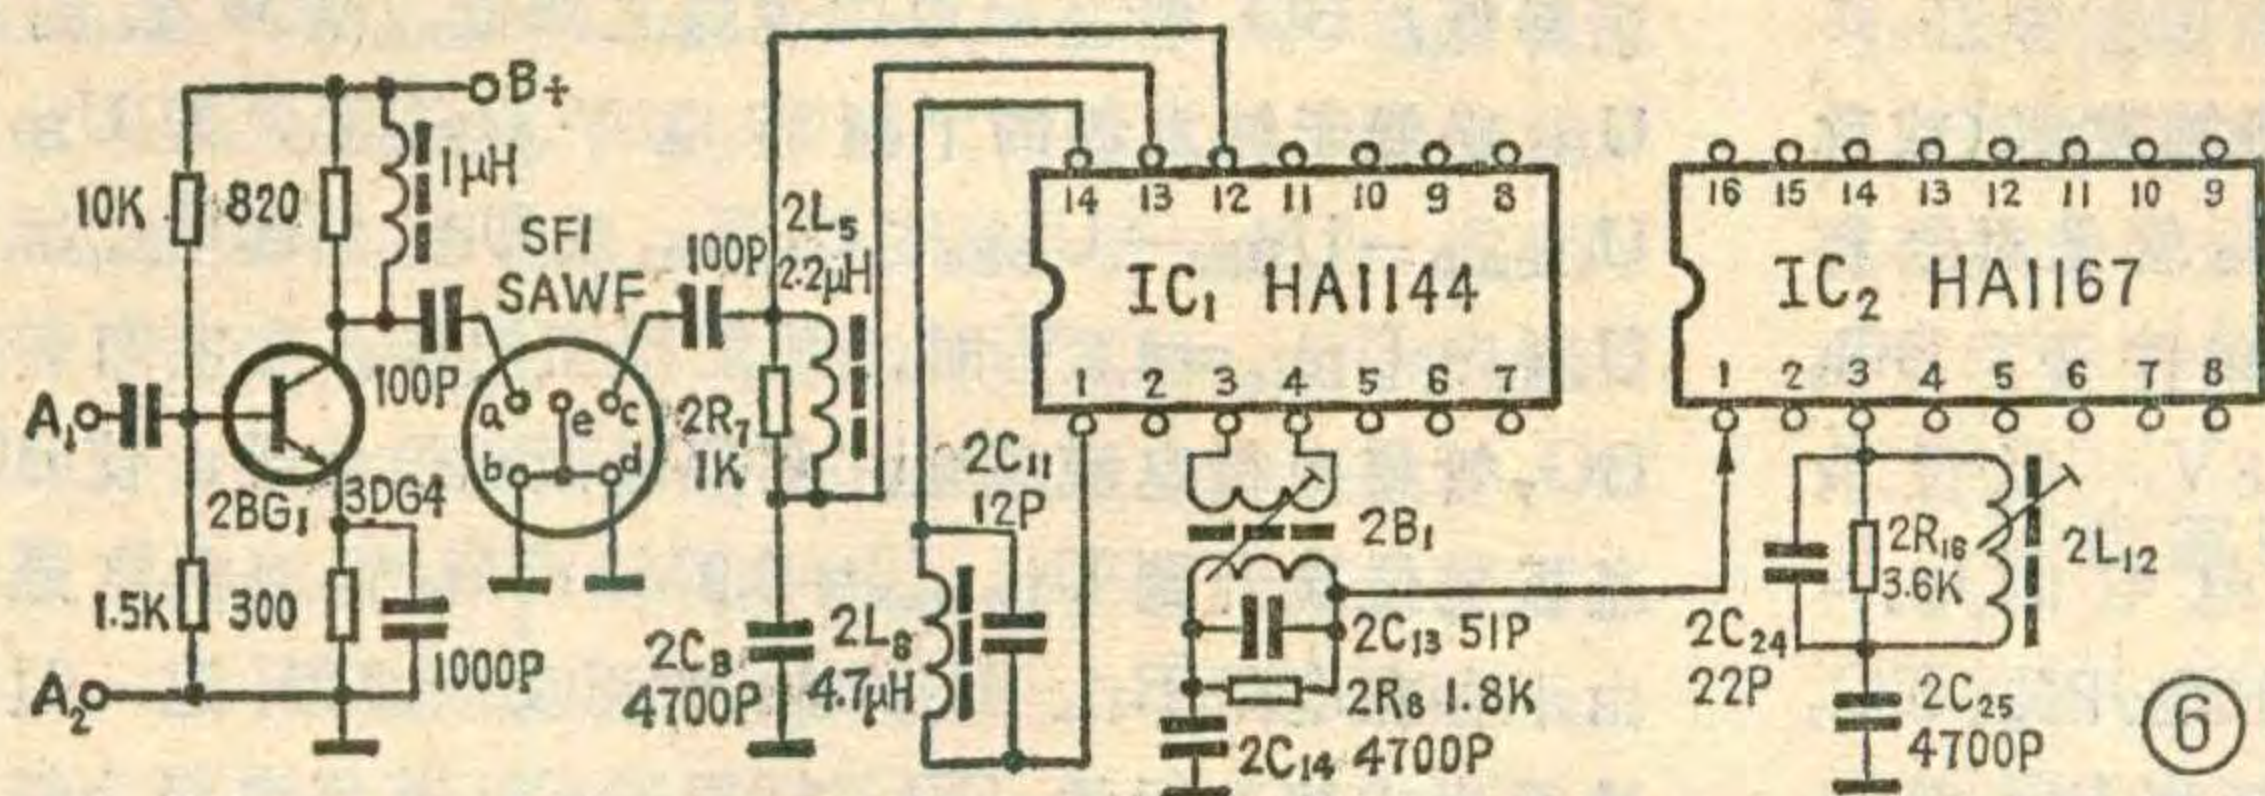 B+
10K
820
1μH
SFI
SAWF
100P
a
e
c
b
d
100P
A₁
2BG₁
3DG4
1.5K
300
1000P
A₂
2L₅
2.2μH
100P
2R₇
1K
2C₈
4700P
2L₆
4.7μH
2C₁₁
12P
14 13 12 11 10 9 8
IC₁ HA1144
1 2 3 4 5 6 7
2B₁
2C₁₃ 51P
2R₈ 1.8K
2C₁₄ 4700P
16 15 14 13 12 11 10 9
IC₂ HA1167
1 2 3 4 5 6 7 8
2R₁₆
3.6K
2L₁₂
2C₂₄
22P
2C₂₅
4700P
6